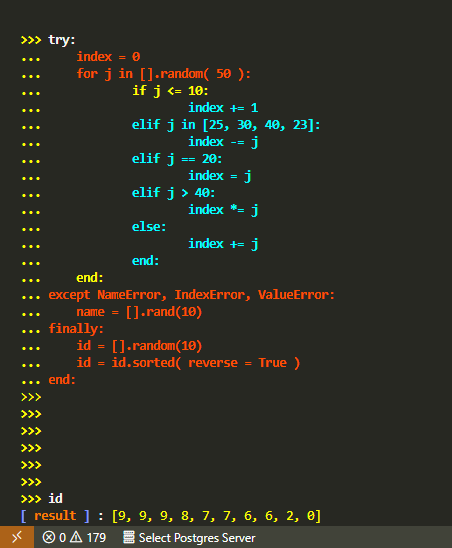 >>> try:
...     index = 0
...     for j in [].random( 50 ):
...             if j <= 10:
...                     index += 1
...             elif j in [25, 30, 40, 23]:
...                     index -= j
...             elif j == 20:
...                     index = j
...             elif j > 40:
...                     index *= j
...             else:
...                     index += j
...             end:
...     end:
... except NameError, IndexError, ValueError:
...     name = [].rand(10)
... finally:
...     id = [].random(10)
...     id = id.sorted( reverse = True )
... end:
>>>
>>>
>>>
>>>
>>>
>>>
>>> id
[ result ] : [9, 9, 9, 8, 7, 7, 6, 6, 2, 0]
0 179 Select Postgres Server